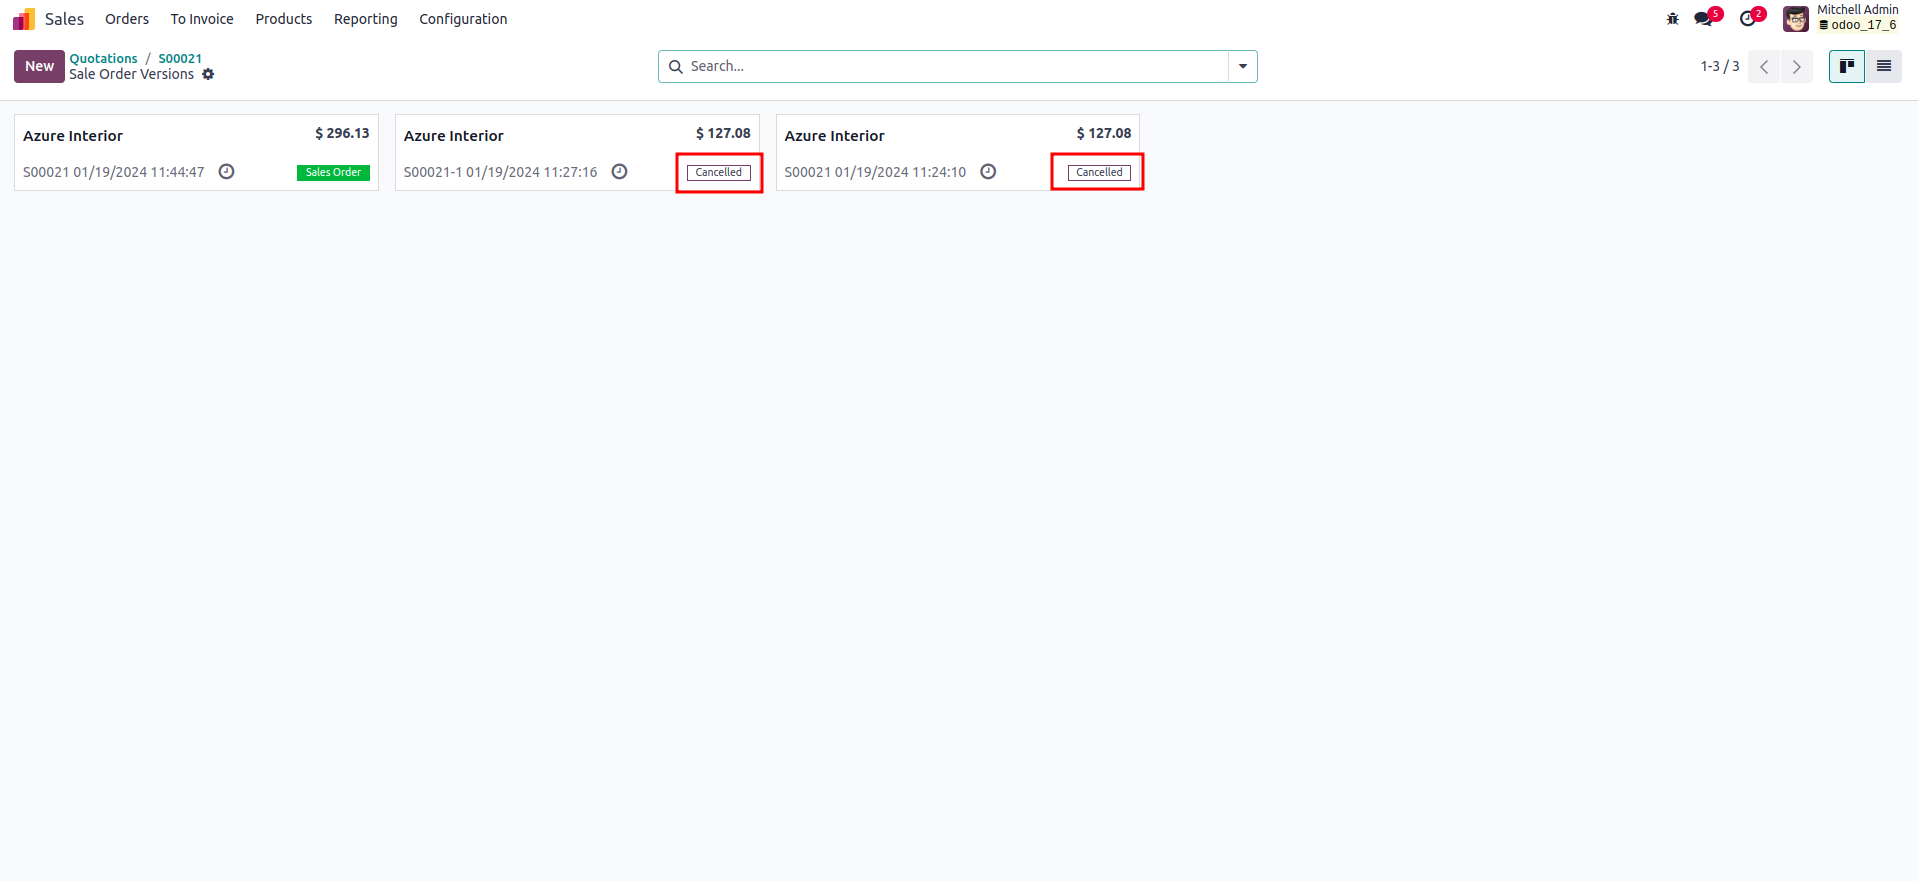 Sales Orders To Invoice Products Reporting Configuration 5 2 Mitchell Admin
odoo_17_6
New Quotations / S00021
Sale Order Versions
Search...
1-3 / 3
Azure Interior $ 296.13
S00021 01/19/2024 11:44:47 Sales Order
Azure Interior $ 127.08
S00021-1 01/19/2024 11:27:16 Cancelled
Azure Interior $ 127.08
S00021 01/19/2024 11:24:10 Cancelled